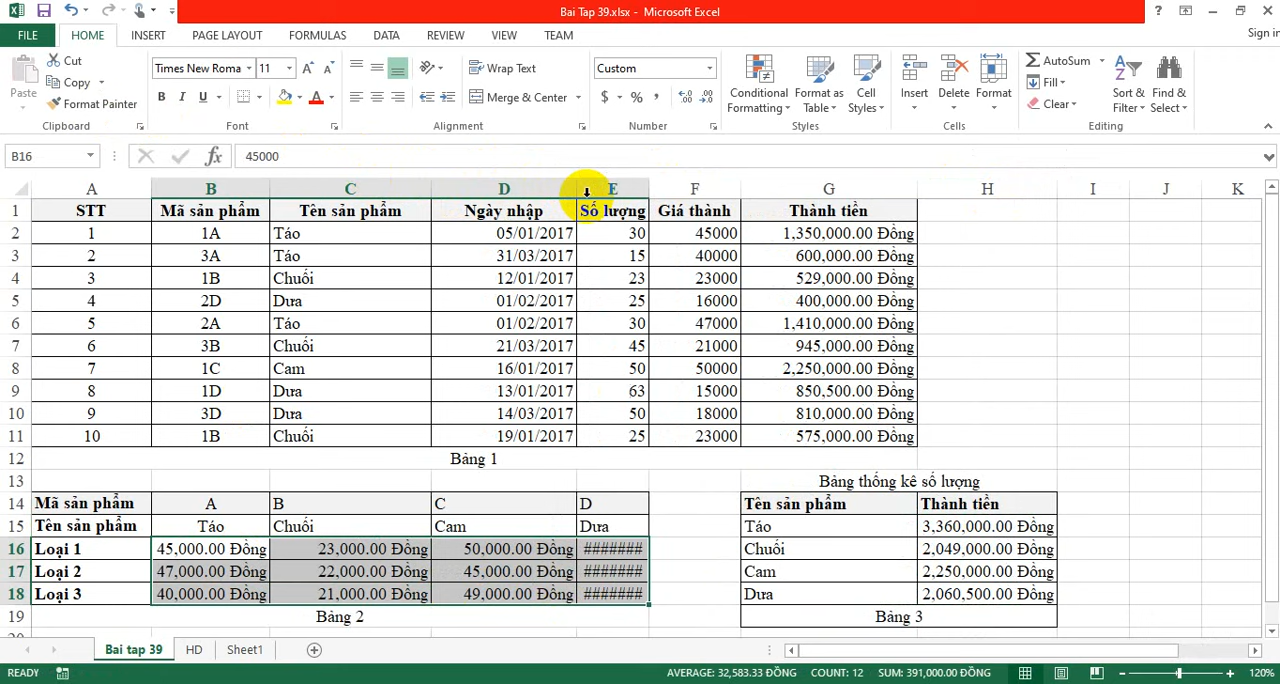 Bai Tap 39.xlsx - Microsoft Excel
?
FILE HOME INSERT PAGE LAYOUT FORMULAS DATA REVIEW VIEW TEAM Sign in
Cut
Copy
Format Painter
Paste
Clipboard
Times New Roma 11 A A
B I U A
Font
Wrap Text
Merge & Center
Alignment
Custom
$ % ,
Number
Conditional Formatting
Format as Table
Cell Styles
Styles
Insert Delete Format
Cells
AutoSum
Fill
Clear
Sort & Filter
Find & Select
Editing
B16 fx 45000
A B C D E F G H I J K
1 STT Mã sản phẩm Tên sản phẩm Ngày nhập Số lượng Giá thành Thành tiền
2 1 1A Táo 05/01/2017 30 45000 1,350,000.00 Đồng
3 2 3A Táo 31/03/2017 15 40000 600,000.00 Đồng
4 3 1B Chuối 12/01/2017 23 23000 529,000.00 Đồng
5 4 2D Dưa 01/02/2017 25 16000 400,000.00 Đồng
6 5 2A Táo 01/02/2017 30 47000 1,410,000.00 Đồng
7 6 3B Chuối 21/03/2017 45 21000 945,000.00 Đồng
8 7 1C Cam 16/01/2017 50 50000 2,250,000.00 Đồng
9 8 1D Dưa 13/01/2017 63 15000 850,500.00 Đồng
10 9 3D Dưa 14/03/2017 50 18000 810,000.00 Đồng
11 10 1B Chuối 19/01/2017 25 23000 575,000.00 Đồng
12 Bảng 1
13 Bảng thống kê số lượng
14 Mã sản phẩm A B C D Tên sản phẩm Thành tiền
15 Tên sản phẩm Táo Chuối Cam Dưa Táo 3,360,000.00 Đồng
16 Loại 1 45,000.00 Đồng 23,000.00 Đồng 50,000.00 Đồng ####### Chuối 2,049,000.00 Đồng
17 Loại 2 47,000.00 Đồng 22,000.00 Đồng 45,000.00 Đồng ####### Cam 2,250,000.00 Đồng
18 Loại 3 40,000.00 Đồng 21,000.00 Đồng 49,000.00 Đồng ####### Dưa 2,060,500.00 Đồng
19 Bảng 2 Bảng 3
Bai tap 39 HD Sheet1
READY AVERAGE: 32,583.33 ĐỒNG COUNT: 12 SUM: 391,000.00 ĐỒNG 120%